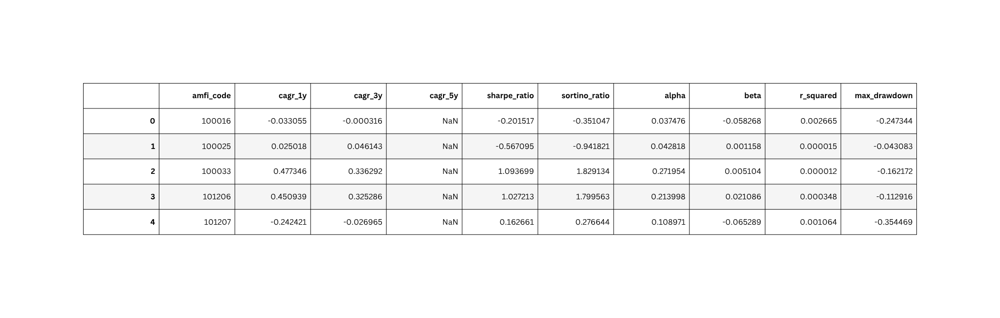 amfi_code cagr_1y cagr_3y cagr_5y sharpe_ratio sortino_ratio alpha beta r_squared max_drawdown
0 100016 -0.033055 -0.000316 NaN -0.201517 -0.351047 0.037476 -0.058268 0.002665 -0.247344
1 100025 0.025018 0.046143 NaN -0.567095 -0.941821 0.042818 0.001158 0.000015 -0.043083
2 100033 0.477346 0.336292 NaN 1.093699 1.829134 0.271954 0.005104 0.000012 -0.162172
3 101206 0.450939 0.325286 NaN 1.027213 1.799563 0.213998 0.021086 0.000348 -0.112916
4 101207 -0.242421 -0.026965 NaN 0.162661 0.276644 0.108971 -0.065289 0.001064 -0.354469